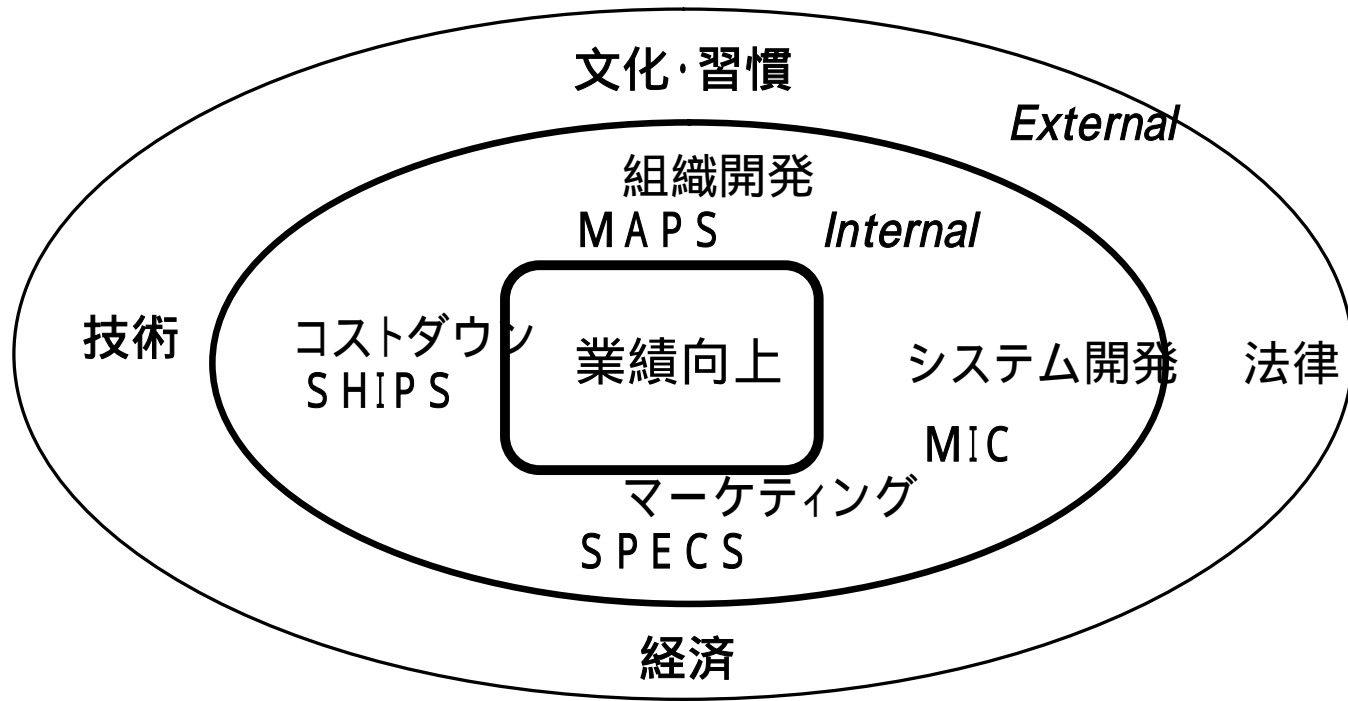 文化・習慣
External
組織開発
MAPS
Internal
技術
コストダウン
SHIPS
業績向上
システム開発
法律
MIC
マーケティング
SPECS
経済